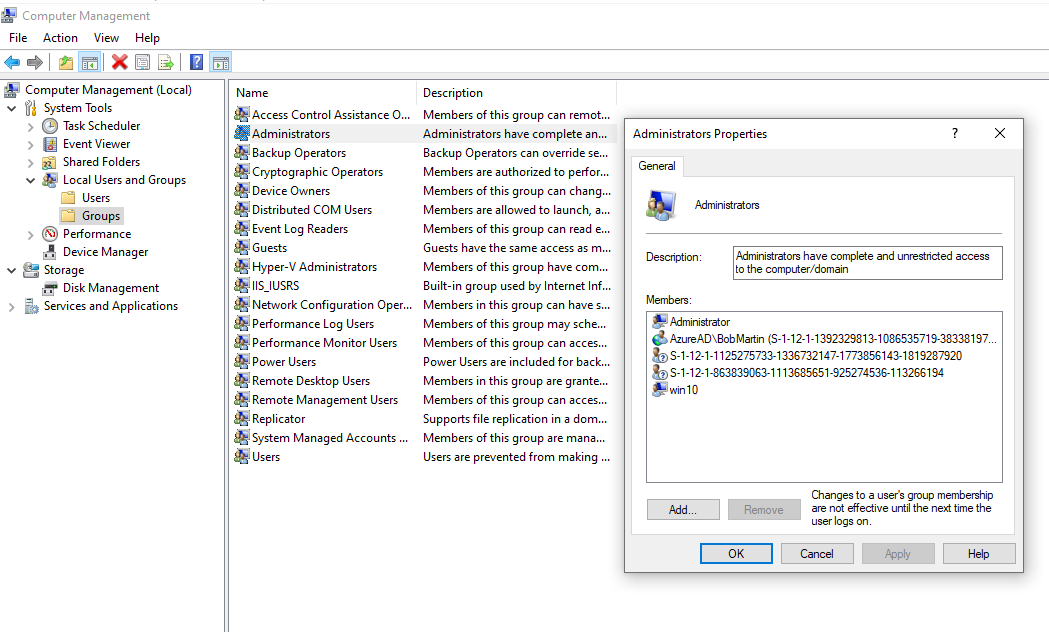 Computer Management
File Action View Help
Computer Management (Local)
System Tools
Task Scheduler
Event Viewer
Shared Folders
Local Users and Groups
Users
Groups
Performance
Device Manager
Storage
Disk Management
Services and Applications
Name Description
Access Control Assistance O... Members of this group can remot...
Administrators Administrators have complete an...
Backup Operators Backup Operators can override se...
Cryptographic Operators Members are authorized to perfor...
Device Owners Members of this group can chang...
Distributed COM Users Members are allowed to launch, a...
Event Log Readers Members of this group can read e...
Guests Guests have the same access as m...
Hyper-V Administrators Members of this group have com...
IIS_IUSRS Built-in group used by Internet Inf...
Network Configuration Oper... Members in this group can have s...
Performance Log Users Members of this group may sche...
Performance Monitor Users Members of this group can acces...
Power Users Power Users are included for back...
Remote Desktop Users Members in this group are grante...
Remote Management Users Members of this group can acces...
Replicator Supports file replication in a dom...
System Managed Accounts ... Members of this group are mana...
Users Users are prevented from making ...
Administrators Properties ?
General
Administrators
Description: Administrators have complete and unrestricted access
to the computer/domain
Members:
Administrator
AzureAD\BobMartin (S-1-12-1-1392329813-1086535719-38338197...
S-1-12-1-1125275733-1336732147-1773856143-1819287920
S-1-12-1-863839063-1113685651-925274536-113266194
win10
Add... Remove
Changes to a user's group membership
are not effective until the next time the
user logs on.
OK Cancel Apply Help